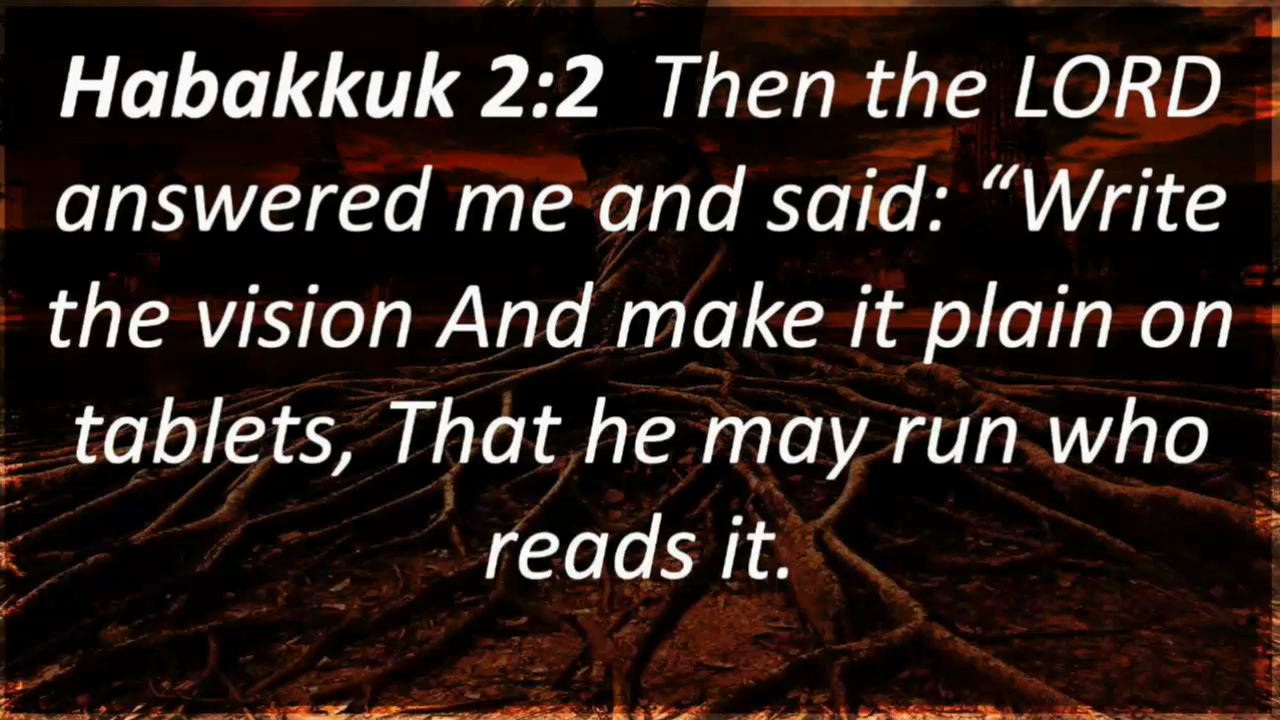 Habakkuk 2:2 Then the LORD
answered me and said: “Write
the vision And make it plain on
tablets, That he may run who
reads it.